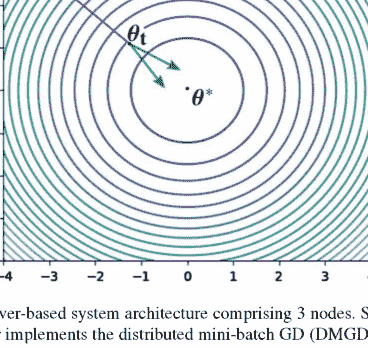 θt
θ*
-4 -3 -2 -1 0 1 2 3
ver-based system architecture comprising 3 nodes. S
implements the distributed mini-batch GD (DMGD